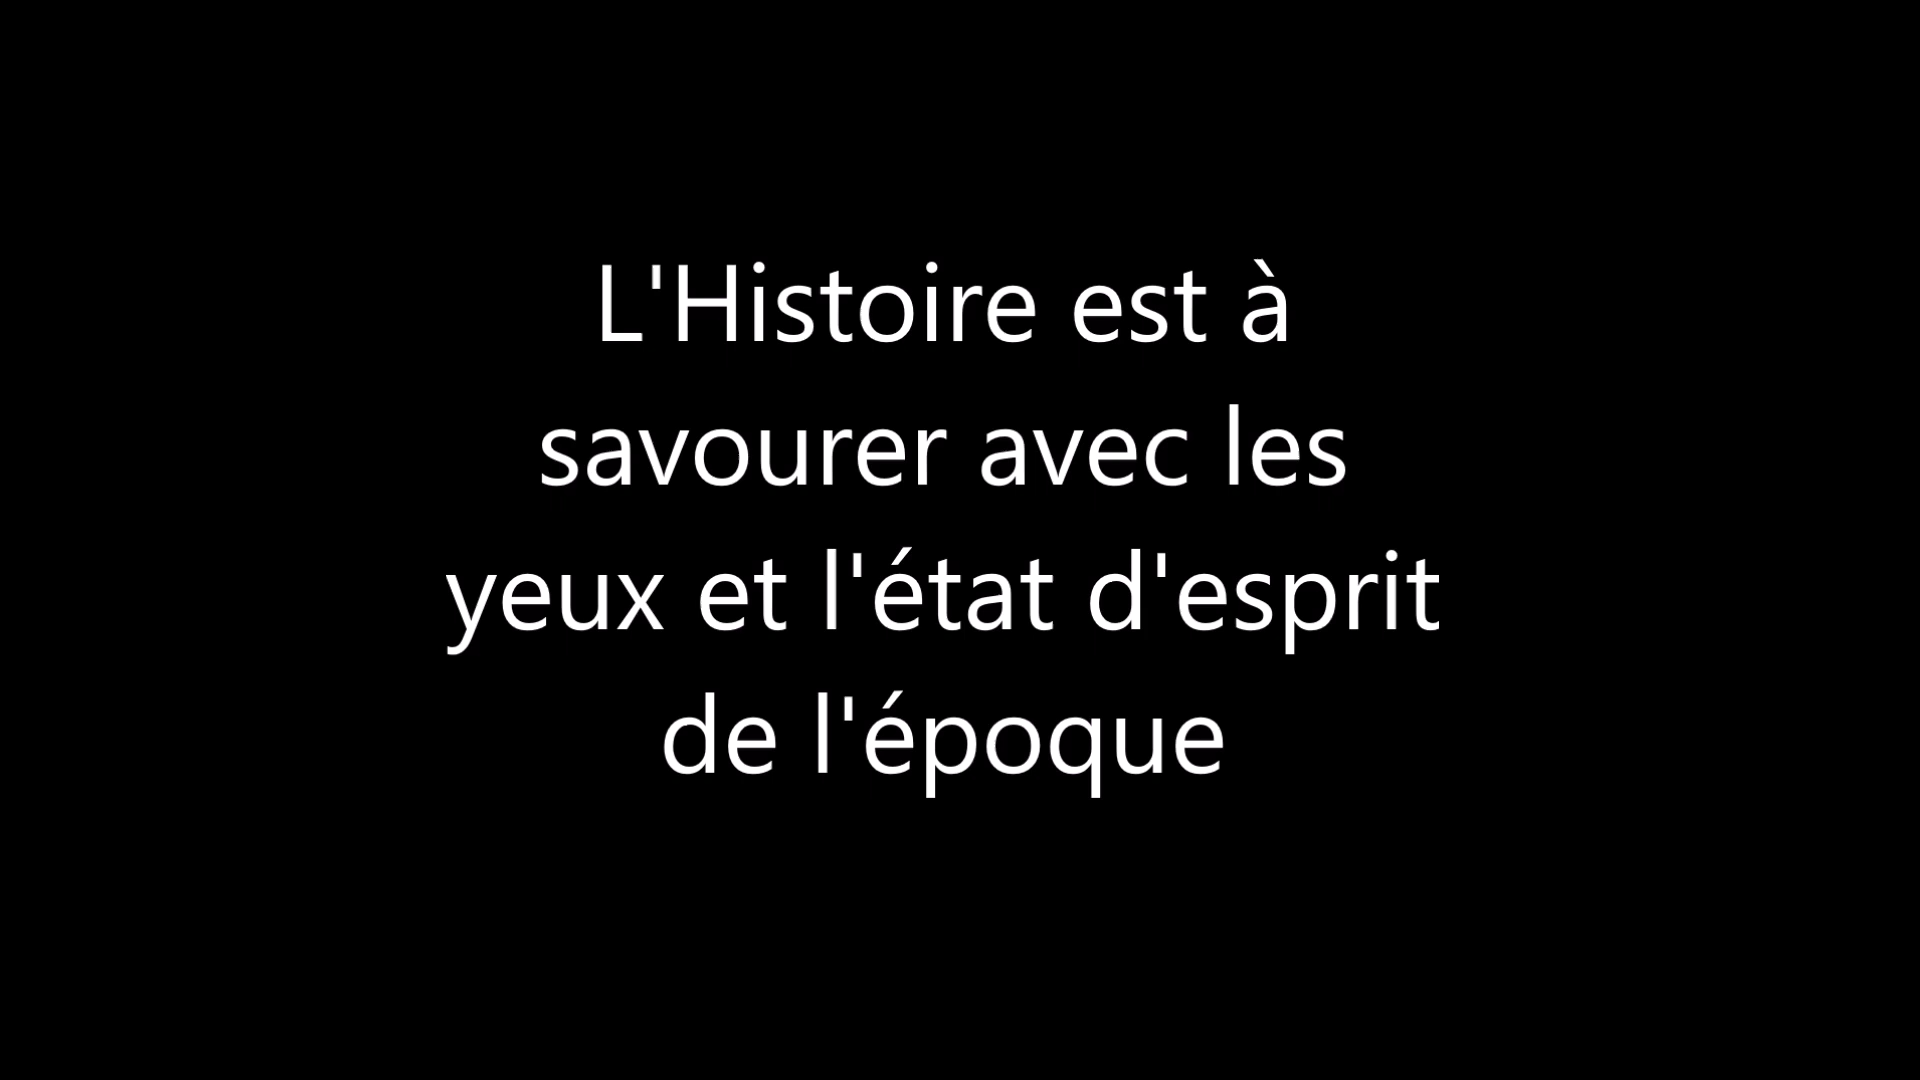 L'Histoire est à
savourer avec les
yeux et l'état d'esprit
de l'époque